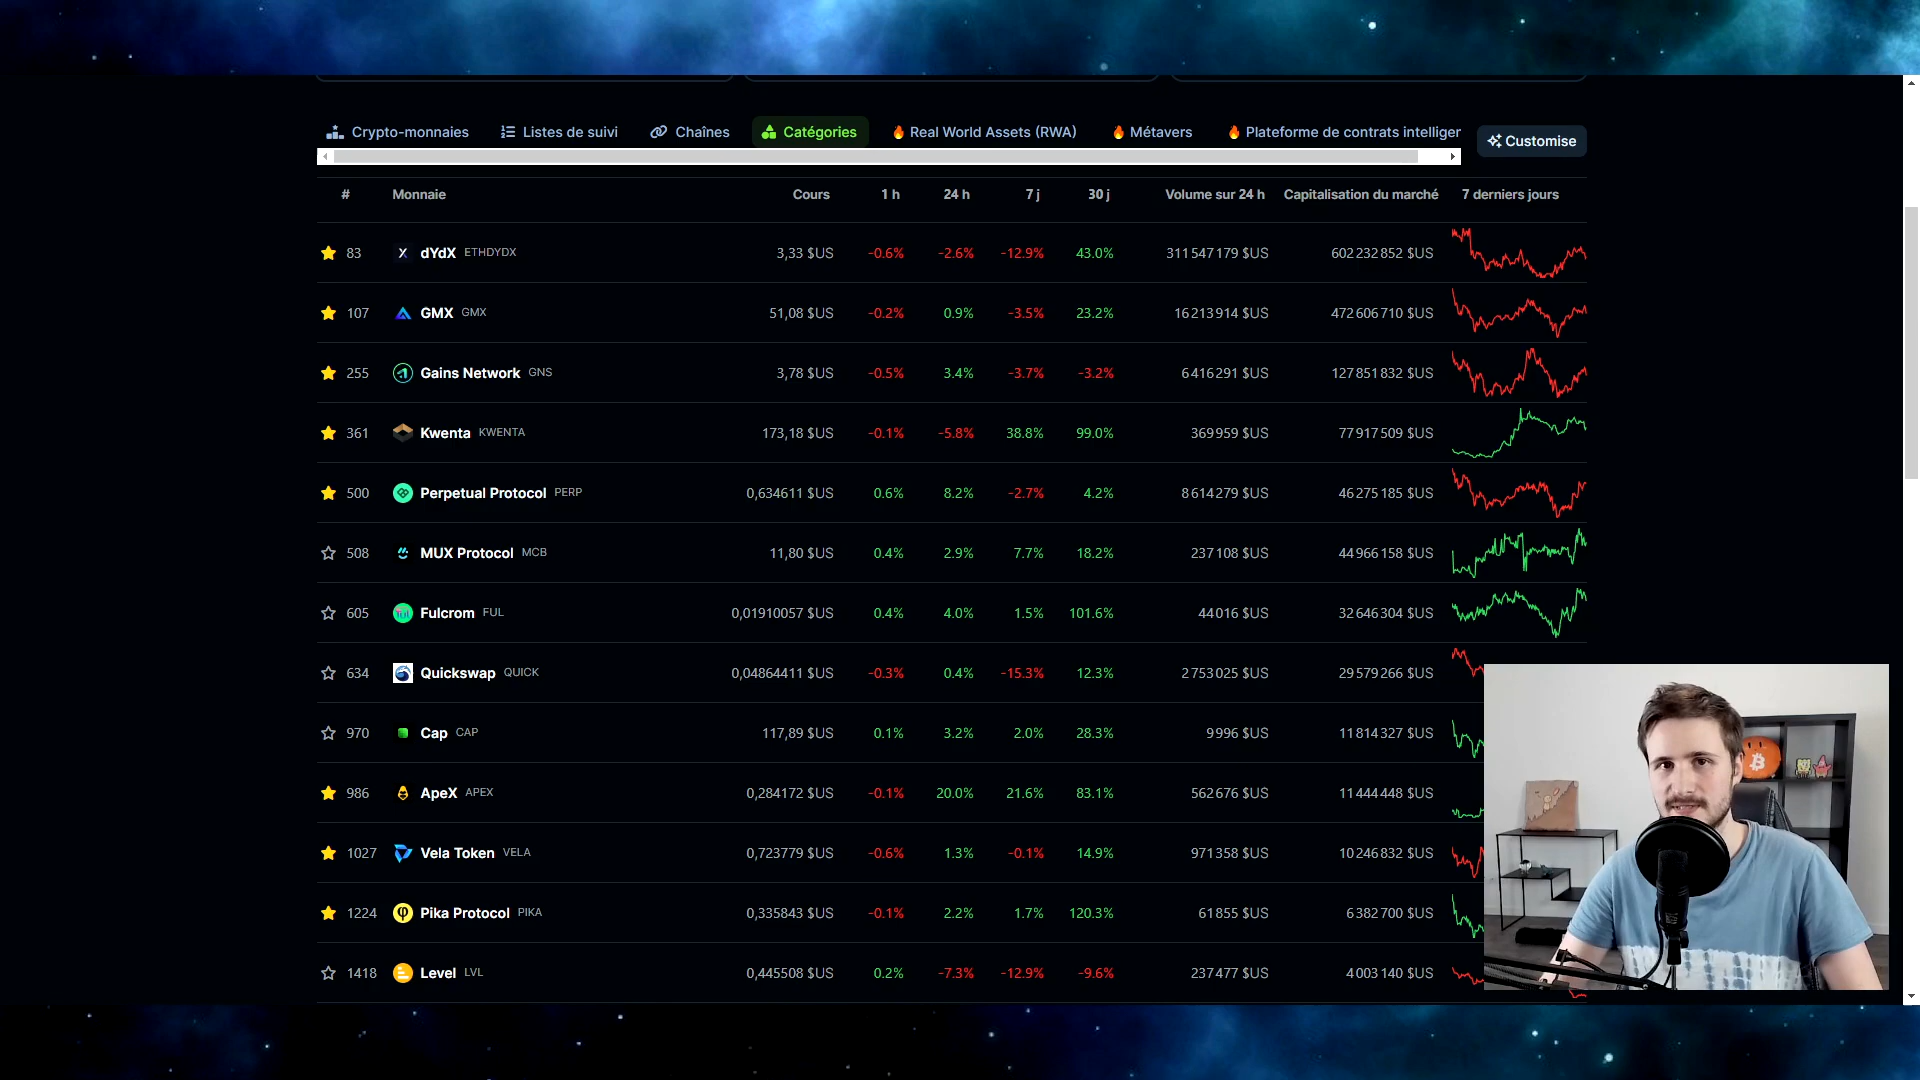 Crypto-monnaies Listes de suivi Chaînes Catégories Real World Assets (RWA) Métavers Plateforme de contrats intelliger Customise
# Monnaie Cours 1 h 24 h 7 j 30 j Volume sur 24 h Capitalisation du marché 7 derniers jours
83 dYdX ETHDYDX 3,33 $US -0.6% -2.6% -12.9% 43.0% 311 547 179 $US 602 232 852 $US
107 GMX GMX 51,08 $US -0.2% 0.9% -3.5% 23.2% 16 213 914 $US 472 606 710 $US
255 Gains Network GNS 3,78 $US -0.5% 3.4% -3.7% -3.2% 6 416 291 $US 127 851 832 $US
361 Kwenta KWENTA 173,18 $US -0.1% -5.8% 38.8% 99.0% 369 959 $US 77 917 509 $US
500 Perpetual Protocol PERP 0,634611 $US 0.6% 8.2% -2.7% 4.2% 8 614 279 $US 46 275 185 $US
508 MUX Protocol MCB 11,80 $US 0.4% 2.9% 7.7% 18.2% 237 108 $US 44 966 158 $US
605 Fulcrom FUL 0,01910057 $US 0.4% 4.0% 1.5% 101.6% 44 016 $US 32 646 304 $US
634 Quickswap QUICK 0,04864411 $US -0.3% 0.4% -15.3% 12.3% 2 753 025 $US 29 579 266 $US
970 Cap CAP 117,89 $US 0.1% 3.2% 2.0% 28.3% 9 996 $US 11 814 327 $US
986 ApeX APEX 0,284172 $US -0.1% 20.0% 21.6% 83.1% 562 676 $US 11 444 448 $US
1027 Vela Token VELA 0,723779 $US -0.6% 1.3% -0.1% 14.9% 971 358 $US 10 246 832 $US
1224 Pika Protocol PIKA 0,335843 $US -0.1% 2.2% 1.7% 120.3% 61 855 $US 6 382 700 $US
1418 Level LVL 0,445508 $US 0.2% -7.3% -12.9% -9.6% 237 477 $US 4 003 140 $US